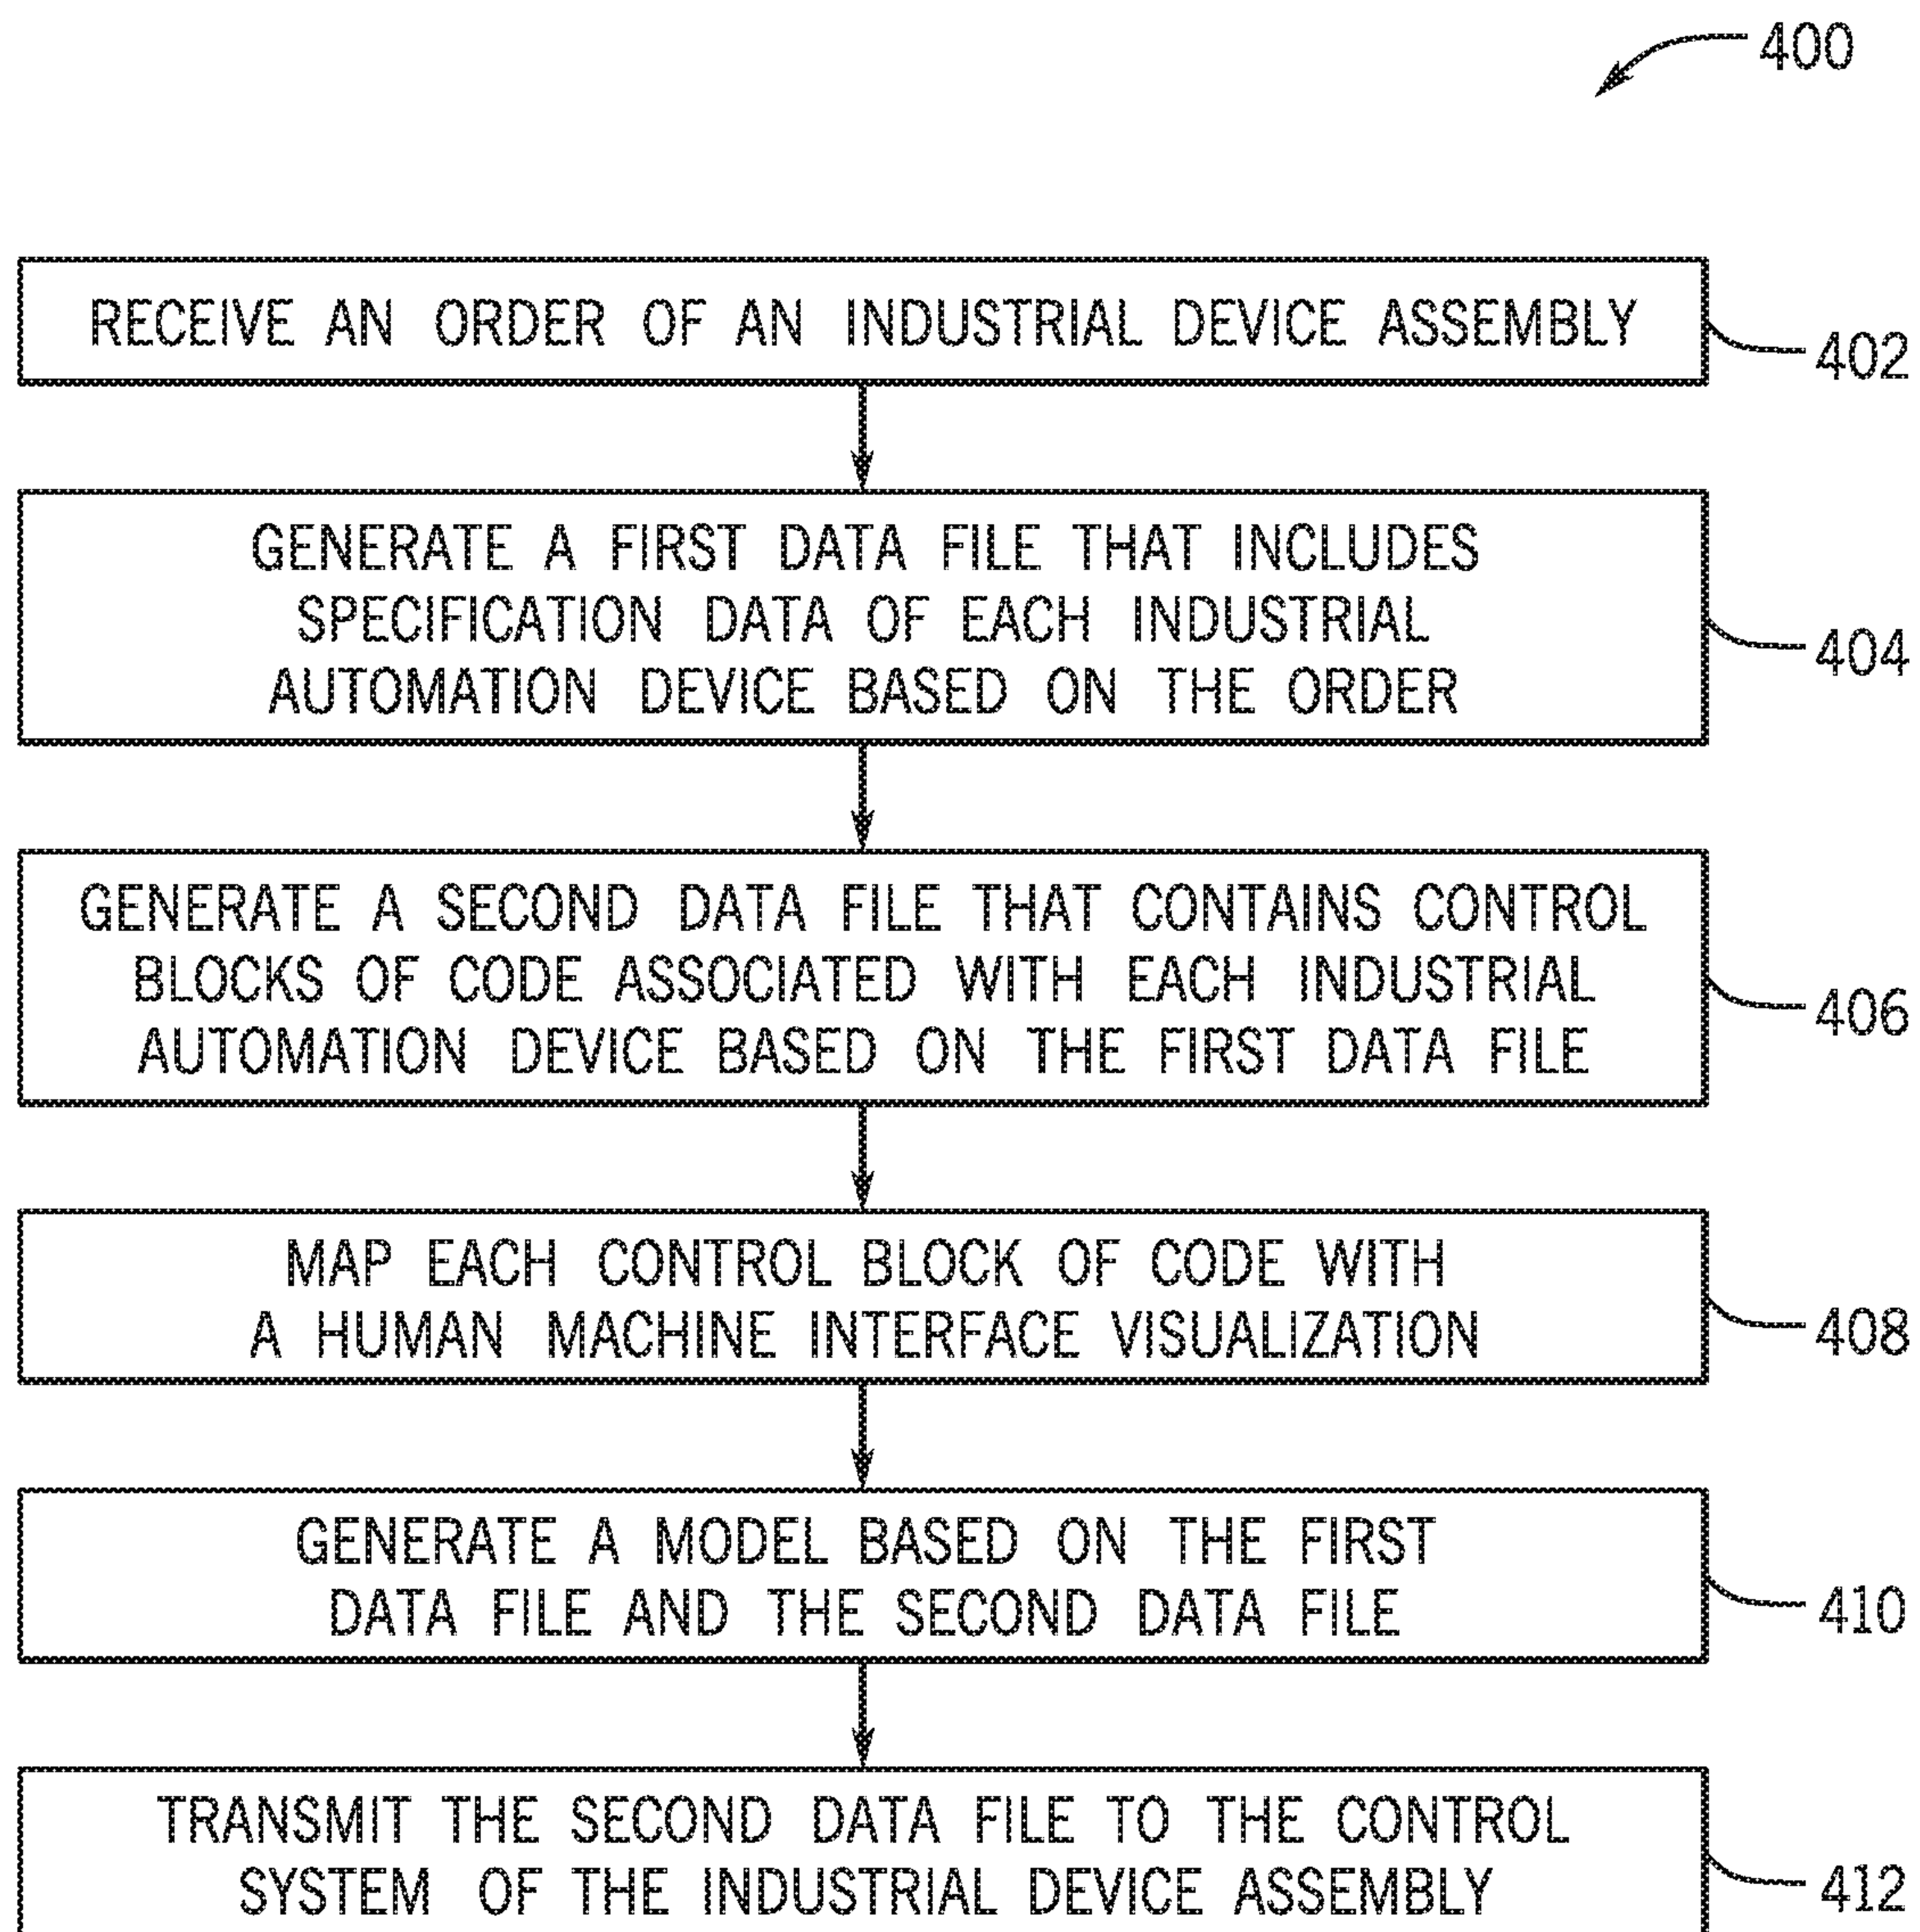 400
RECEIVE AN ORDER OF AN INDUSTRIAL DEVICE ASSEMBLY
402
GENERATE A FIRST DATA FILE THAT INCLUDES
SPECIFICATION DATA OF EACH INDUSTRIAL
AUTOMATION DEVICE BASED ON THE ORDER
404
GENERATE A SECOND DATA FILE THAT CONTAINS CONTROL
BLOCKS OF CODE ASSOCIATED WITH EACH INDUSTRIAL
AUTOMATION DEVICE BASED ON THE FIRST DATA FILE
406
MAP EACH CONTROL BLOCK OF CODE WITH
A HUMAN MACHINE INTERFACE VISUALIZATION
408
GENERATE A MODEL BASED ON THE FIRST
DATA FILE AND THE SECOND DATA FILE
410
TRANSMIT THE SECOND DATA FILE TO THE CONTROL
SYSTEM OF THE INDUSTRIAL DEVICE ASSEMBLY
412